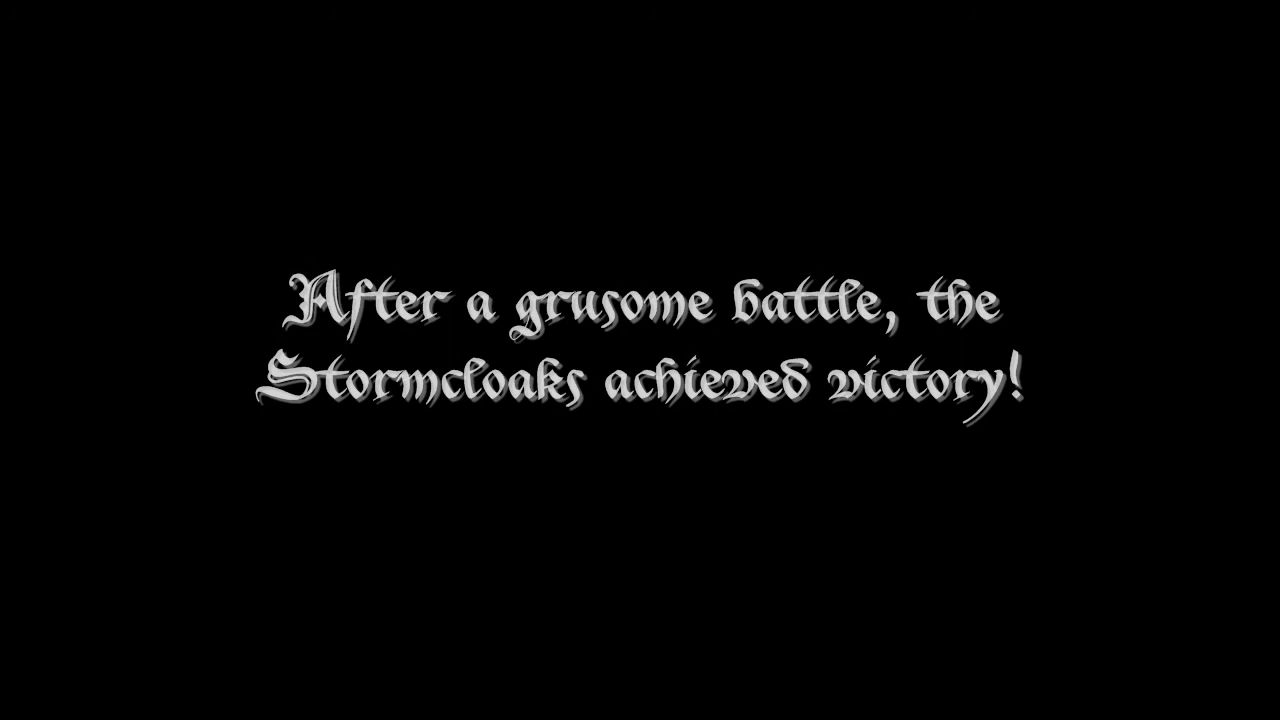 After a grusome battle, the
Stormcloaks achieved victory!